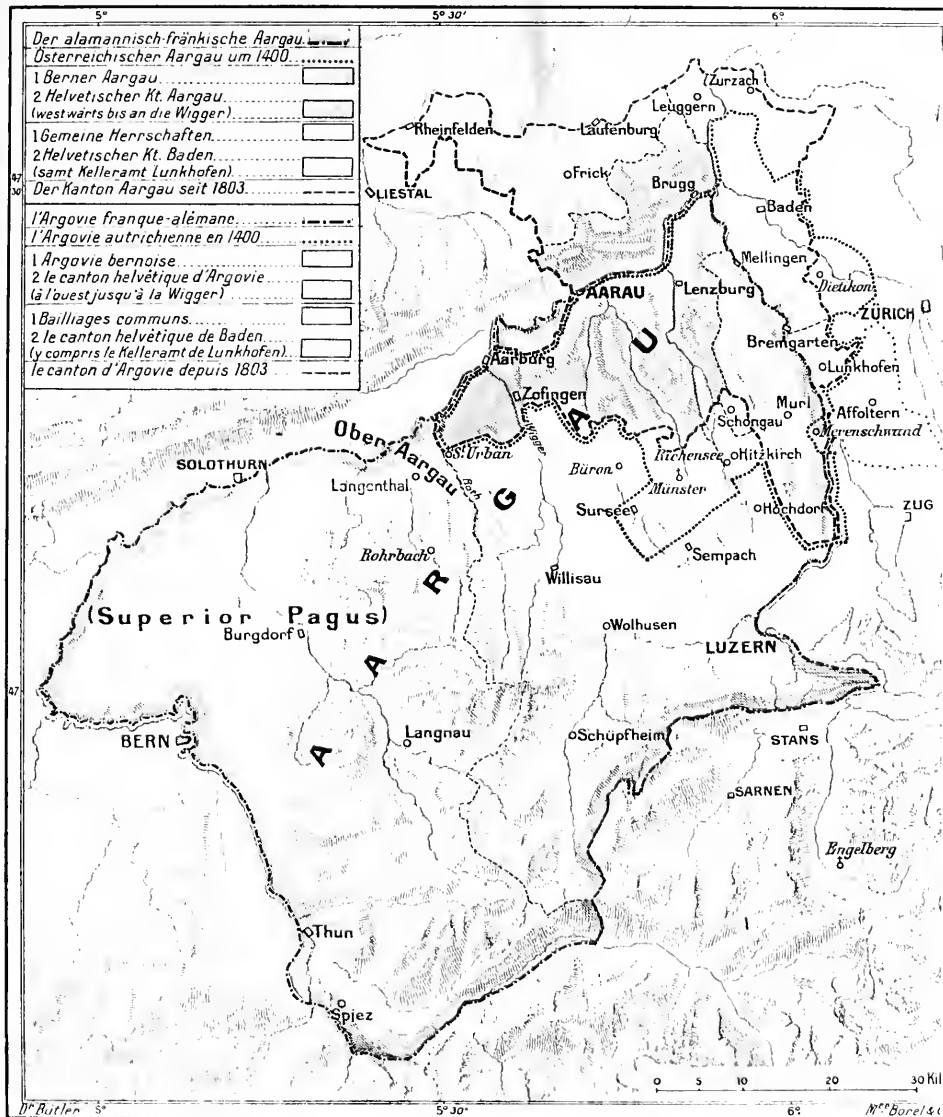 5°
5° 30'
6°
Der alamannisch-fränkische Aargau
Österreichischer Aargau um 1400
1 Berner Aargau
2 Helvetischer Kt. Aargau
(westwärts bis an die Wigger)
1 Gemeine Herrschaften
2 Helvetischer Kt. Baden
(samt Kelleramt Lunkhofen)
Der Kanton Aargau seit 1803
l'Argovie franque-alémane
l'Argovie autrichienne en 1400
1 Argovie bernoise
2 le canton helvétique d'Argovie
(à l'ouest jusqu'à la Wigger)
1 Bailliages communs
2 le canton helvétique de Baden
(y compris le Kelleramt de Lunkhofen)
le canton d'Argovie depuis 1803
47
30
Zurzach
Leuggern
Rheinfelden
Laufenburg
Frick
LIESTAL
Brugg
Baden
Mellingen
Dietikon
AARAU
Lenzburg
ZÜRICH
Bremgarten
Aarburg
Lunkhofen
Zofingen
Muri
Affoltern
Schongau
Merenschwand
Ober Aargau
St. Urban
Wigger
Roth
SOLOTHURN
Langenthal
Büron
Richensee
Hitzkirch
Münster
Sursee
Hochdorf
ZUG
Rohrbach
Sempach
Willisau
AARGAU
(Superior Pagus)
Burgdorf
Wolhusen
LUZERN
47
BERN
Langnau
Schüpfheim
STANS
SARNEN
Engelberg
Thun
Spiez
0 5 10 20 30 Kil
Dr Bütler
5°
5° 30'
6°
Mce Borel & C